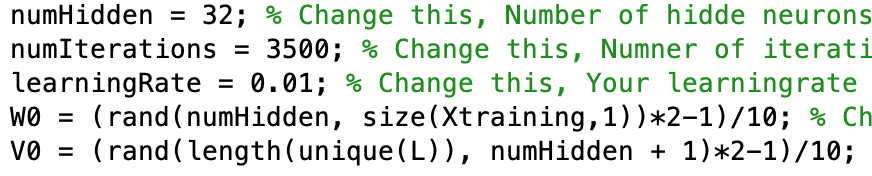 numHidden = 32; % Change this, Number of hidde neurons
numIterations = 3500; % Change this, Numner of iterati
learningRate = 0.01; % Change this, Your learningrate
W0 = (rand(numHidden, size(Xtraining,1))*2-1)/10; % Ch
V0 = (rand(length(unique(L)), numHidden + 1)*2-1)/10;